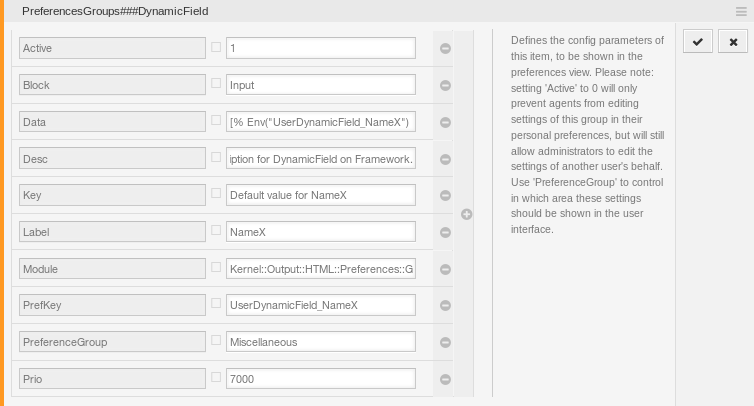 PreferencesGroups###DynamicField
Active 1
Block Input
Data [% Env("UserDynamicField_NameX")
Desc iption for DynamicField on Framework.
Key Default value for NameX
Label NameX
Module Kernel::Output::HTML::Preferences::G
PrefKey UserDynamicField_NameX
PreferenceGroup Miscellaneous
Prio 7000
Defines the config parameters of
this item, to be shown in the
preferences view. Please note:
setting 'Active' to 0 will only
prevent agents from editing
settings of this group in their
personal preferences, but will still
allow administrators to edit the
settings of another user's behalf.
Use 'PreferenceGroup' to control
in which area these settings
should be shown in the user
interface.